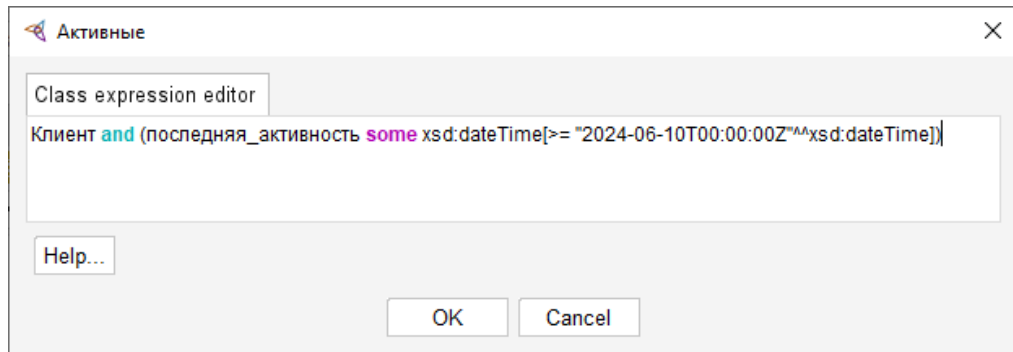 Активные
Class expression editor
Клиент and (последняя_активность some xsd:dateTime[>= "2024-06-10T00:00:00Z"^^xsd:dateTime])
Help...
OK Cancel